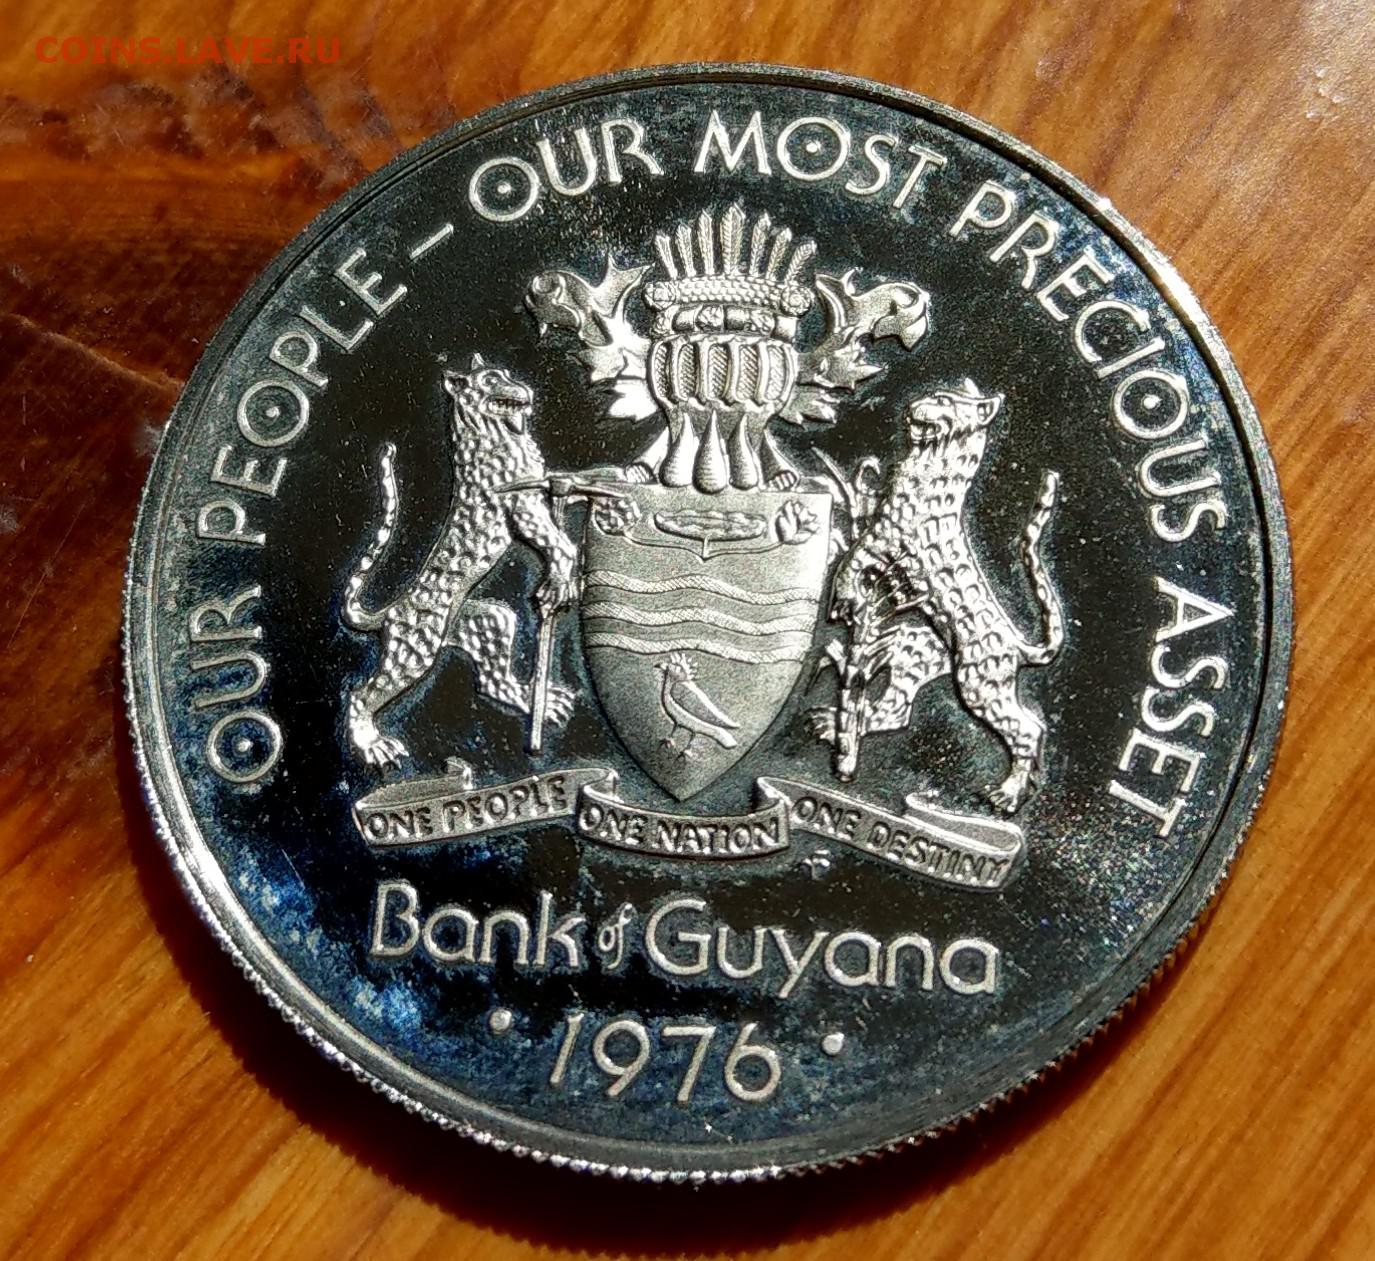 COINS.LAVE.RU
OUR PEOPLE – OUR MOST PRECIOUS ASSET
ONE PEOPLE ONE NATION ONE DESTINY
Bank of Guyana
· 1976 ·